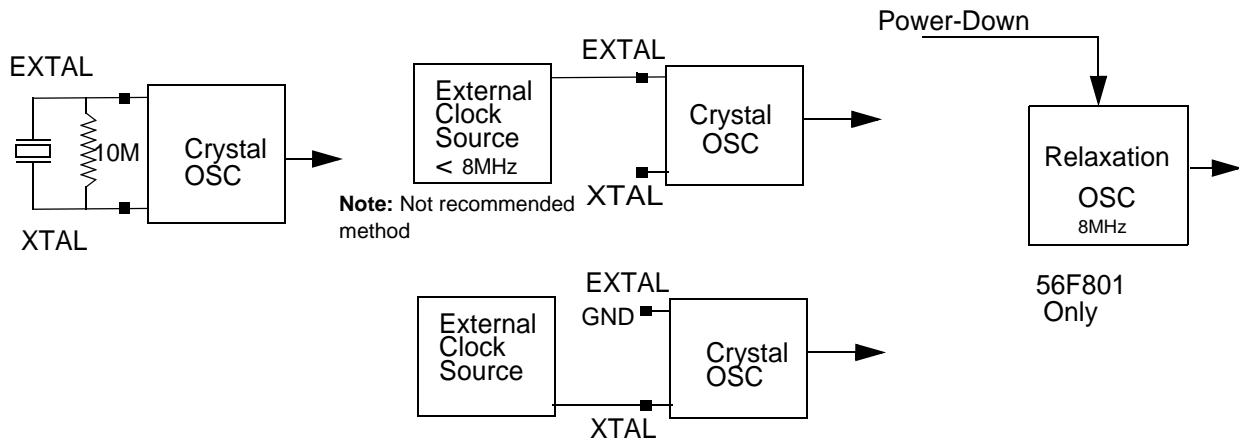 EXTAL
10M
Crystal
OSC
XTAL
EXTAL
External
Clock
Source
< 8MHz
Crystal
OSC
XTAL
Note: Not recommended
method
EXTAL
GND
External
Clock
Source
Crystal
OSC
XTAL
Power-Down
Relaxation
OSC
8MHz
56F801
Only